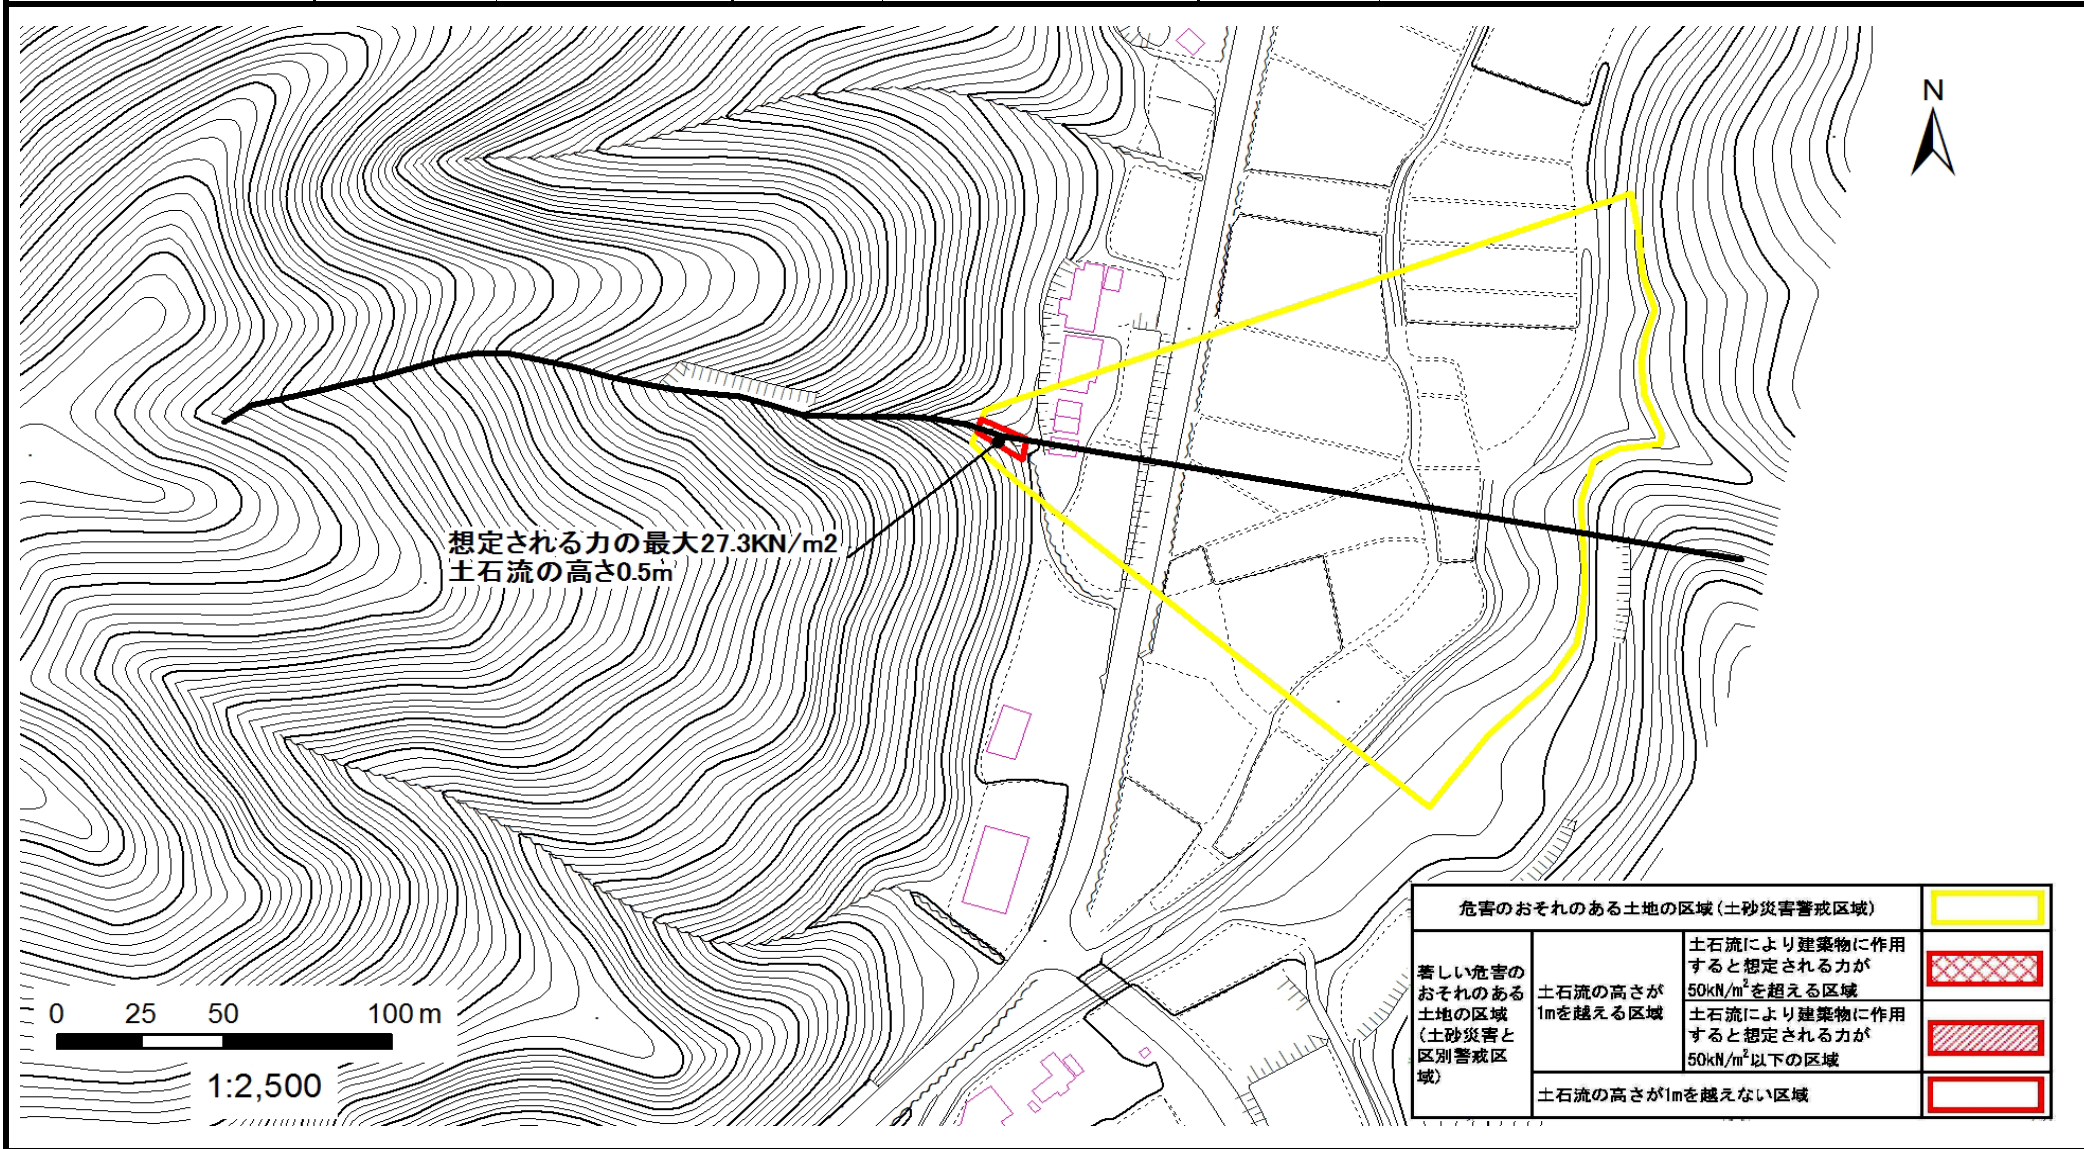 N
想定される力の最大27.3KN/m2
土石流の高さ0.5m
0 25 50 100 m
1:2,500
危害のおそれのある土地の区域(土砂災害警戒区域)
著しい危害の
おそれのある
土地の区域
(土砂災害と
区別警戒区
域)
土石流の高さが
1mを越える区域
土石流により建築物に作用
すると想定される力が
50kN/m²を超える区域
土石流により建築物に作用
すると想定される力が
50kN/m²以下の区域
土石流の高さが1mを越えない区域